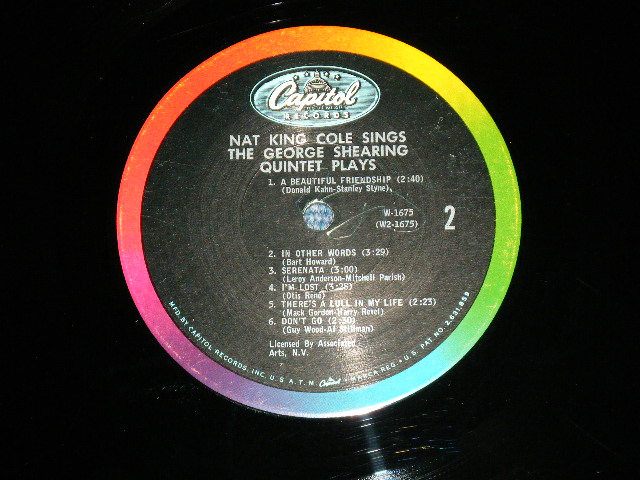 Capitol
RECORDS
NAT KING COLE SINGS
THE GEORGE SHEARING
QUINTET PLAYS
1. A BEAUTIFUL FRIENDSHIP (2:40)
(Donald Kahn-Stanley Styne)
W-1675
(W2-1675)
2
2. IN OTHER WORDS (3:29)
(Bart Howard)
3. SERENATA (3:00)
(Leroy Anderson-Mitchell Parish)
4. I'M LOST (3:28)
(Otis Rene)
5. THERE'S A LULL IN MY LIFE (2:23)
(Mack Gordon-Harry Revel)
6. DON'T GO (2:30)
(Guy Wood-Al Stillman)
Licensed By Associated
Arts, N.V.
MFD. BY CAPITOL RECORDS, INC. U.S.A. T.M. Capitol MARCA REG. • U.S. PAT. NO. 2,631,859